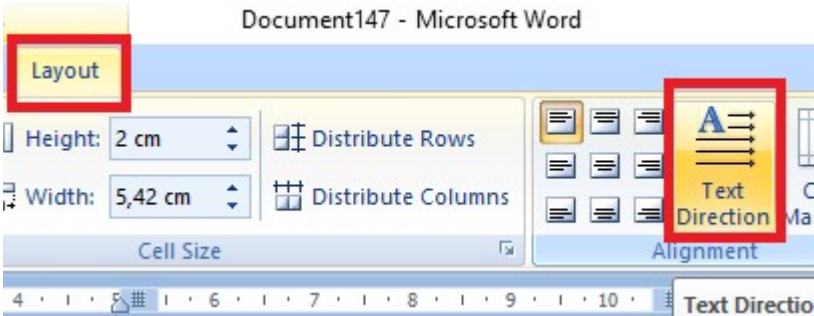 Document147 - Microsoft Word
Layout
Height: 2 cm
Distribute Rows
Width: 5,42 cm
Distribute Columns
Text
Direction
Cell Size
Alignment
4 5 6 7 8 9 10
Text